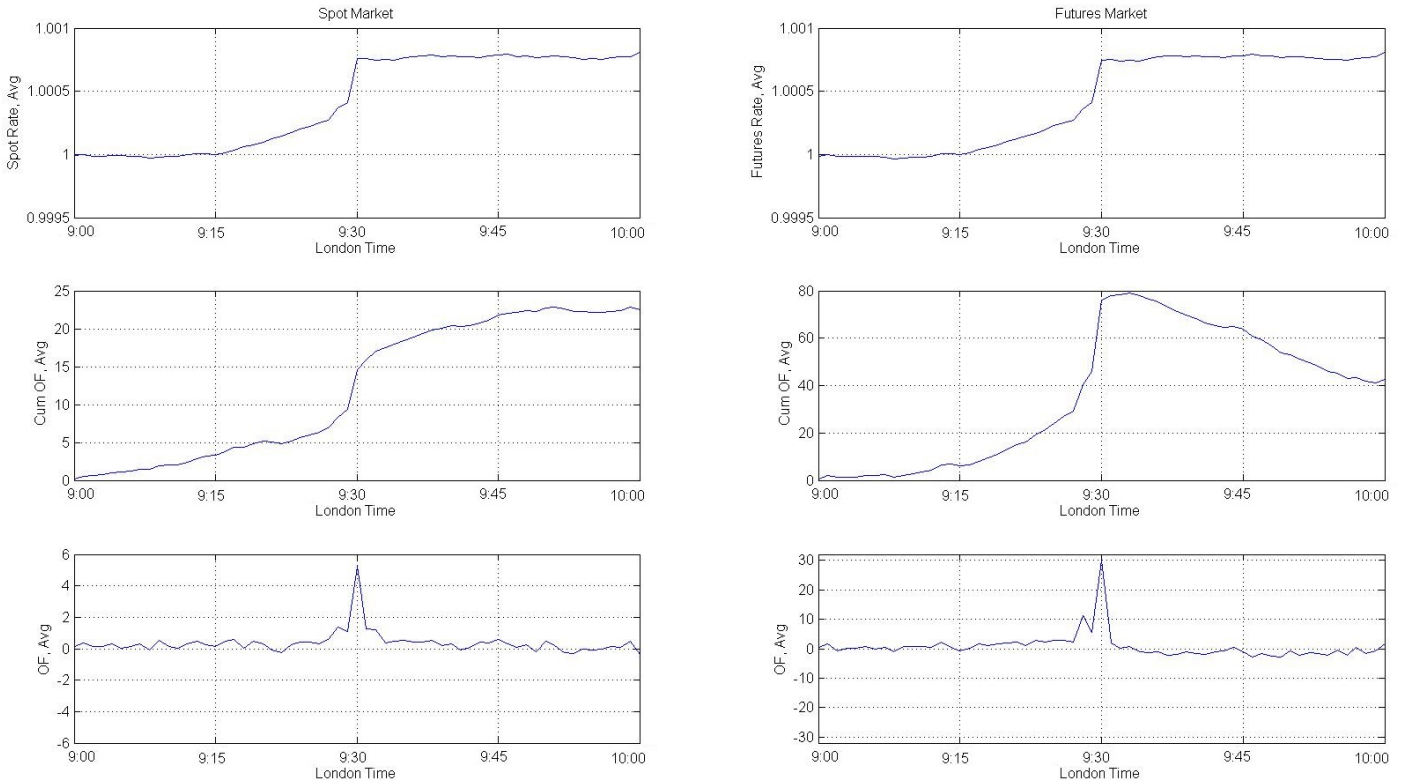 Spot Market
1.001
1.0005
1
0.9995
Spot Rate, Avg
9:00 9:15 9:30 9:45 10:00
London Time
Futures Market
1.001
1.0005
1
0.9995
Futures Rate, Avg
9:00 9:15 9:30 9:45 10:00
London Time
25
20
15
10
5
0
Cum OF, Avg
9:00 9:15 9:30 9:45 10:00
London Time
80
60
40
20
0
Cum OF, Avg
9:00 9:15 9:30 9:45 10:00
London Time
6
4
2
0
-2
-4
-6
OF, Avg
9:00 9:15 9:30 9:45 10:00
London Time
30
20
10
0
-10
-20
-30
OF, Avg
9:00 9:15 9:30 9:45 10:00
London Time